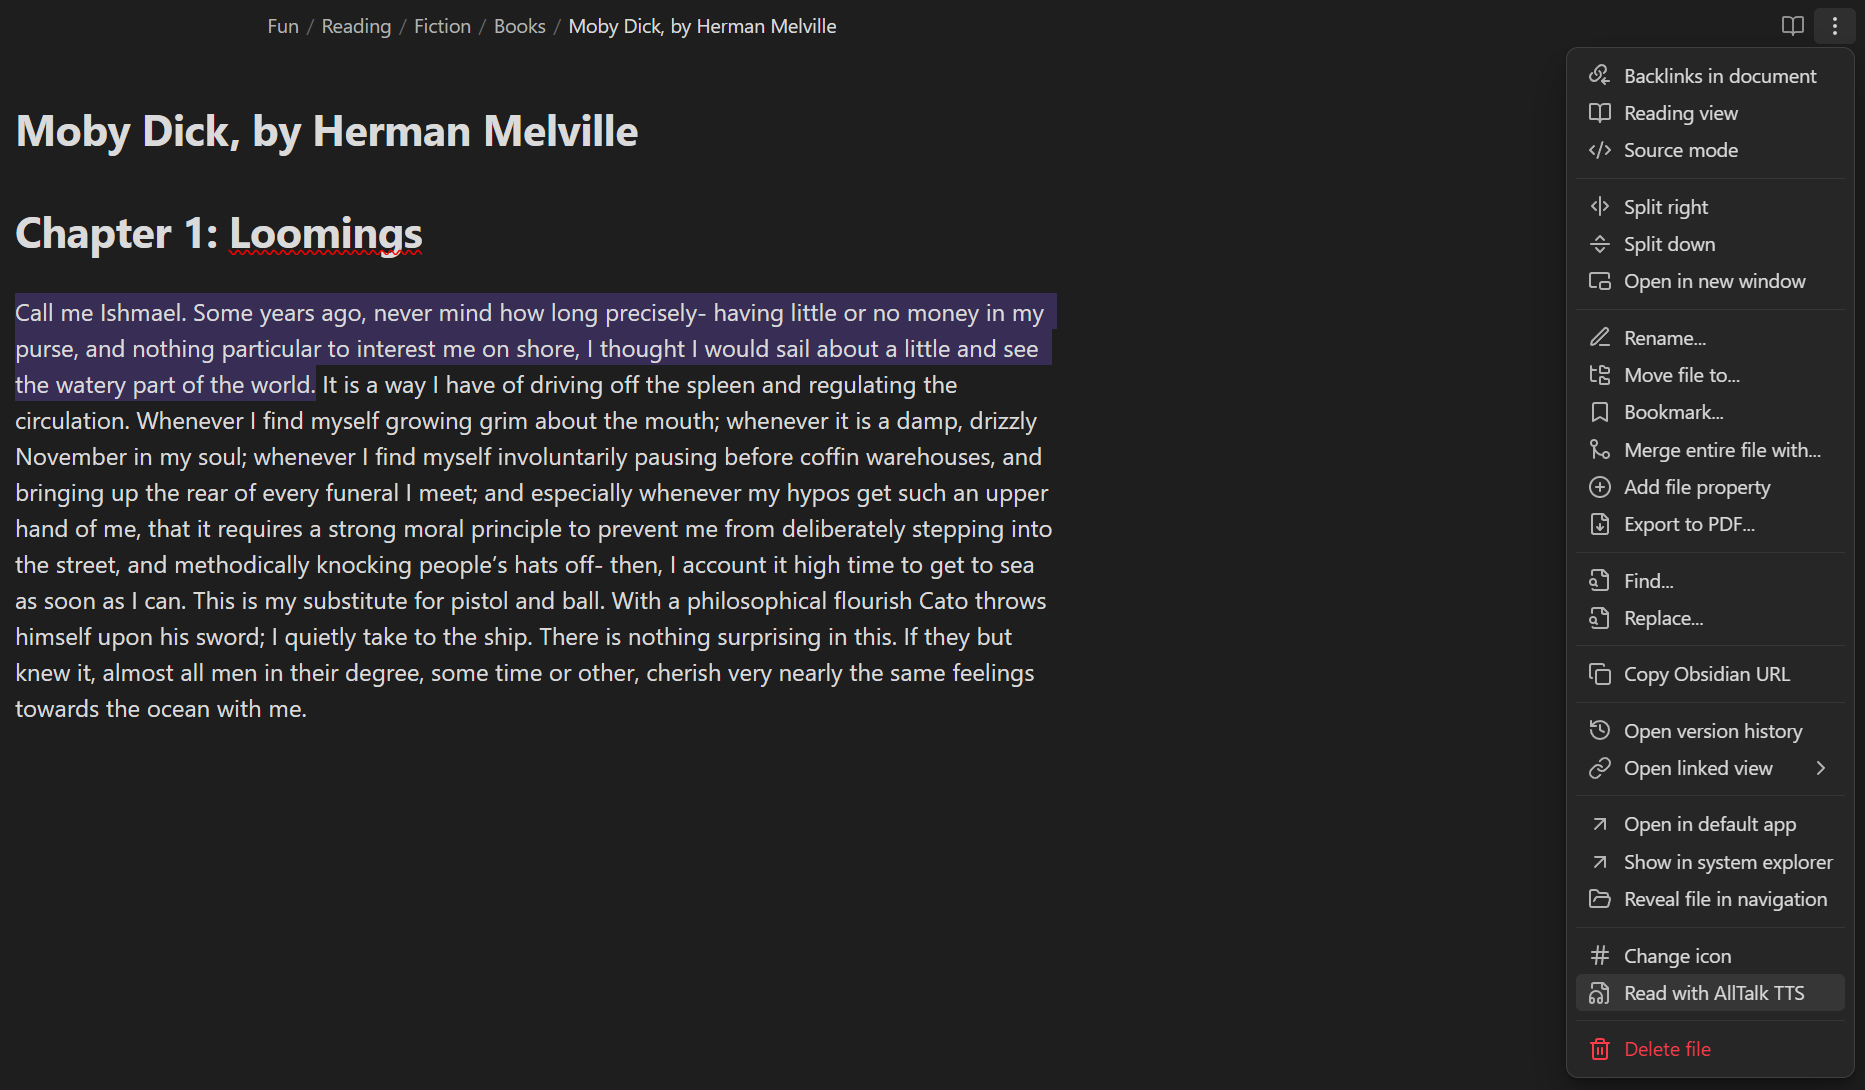 Fun / Reading / Fiction / Books / Moby Dick, by Herman Melville
Moby Dick, by Herman Melville
Chapter 1: Loomings
Call me Ishmael. Some years ago, never mind how long precisely- having little or no money in my
purse, and nothing particular to interest me on shore, I thought I would sail about a little and see
the watery part of the world. It is a way I have of driving off the spleen and regulating the
circulation. Whenever I find myself growing grim about the mouth; whenever it is a damp, drizzly
November in my soul; whenever I find myself involuntarily pausing before coffin warehouses, and
bringing up the rear of every funeral I meet; and especially whenever my hypos get such an upper
hand of me, that it requires a strong moral principle to prevent me from deliberately stepping into
the street, and methodically knocking people’s hats off- then, I account it high time to get to sea
as soon as I can. This is my substitute for pistol and ball. With a philosophical flourish Cato throws
himself upon his sword; I quietly take to the ship. There is nothing surprising in this. If they but
knew it, almost all men in their degree, some time or other, cherish very nearly the same feelings
towards the ocean with me.
Backlinks in document
Reading view
Source mode
Split right
Split down
Open in new window
Rename...
Move file to...
Bookmark...
Merge entire file with...
Add file property
Export to PDF...
Find...
Replace...
Copy Obsidian URL
Open version history
Open linked view
Open in default app
Show in system explorer
Reveal file in navigation
Change icon
Read with AllTalk TTS
Delete file